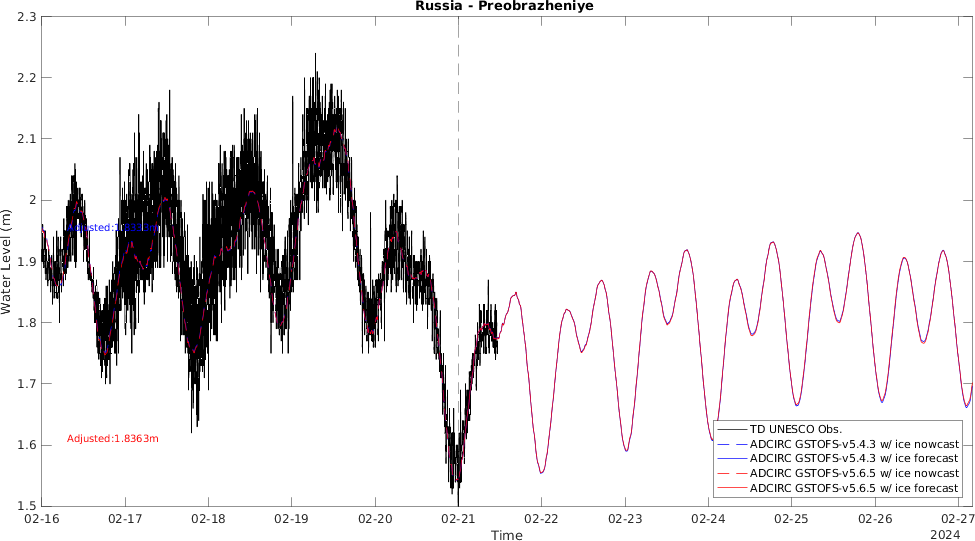 Russia - Preobrazheniye
2.3
2.2
2.1
2
1.9
1.8
1.7
1.6
1.5
Water Level (m)
Adjusted:
Adjusted:1.8363m
TD UNESCO Obs.
ADCIRC GSTOFS-v5.4.3 w/ ice nowcast
ADCIRC GSTOFS-v5.4.3 w/ ice forecast
ADCIRC GSTOFS-v5.6.5 w/ ice nowcast
ADCIRC GSTOFS-v5.6.5 w/ ice forecast
02-16 02-17 02-18 02-19 02-20 02-21 02-22 02-23 02-24 02-25 02-26 02-27
Time
2024